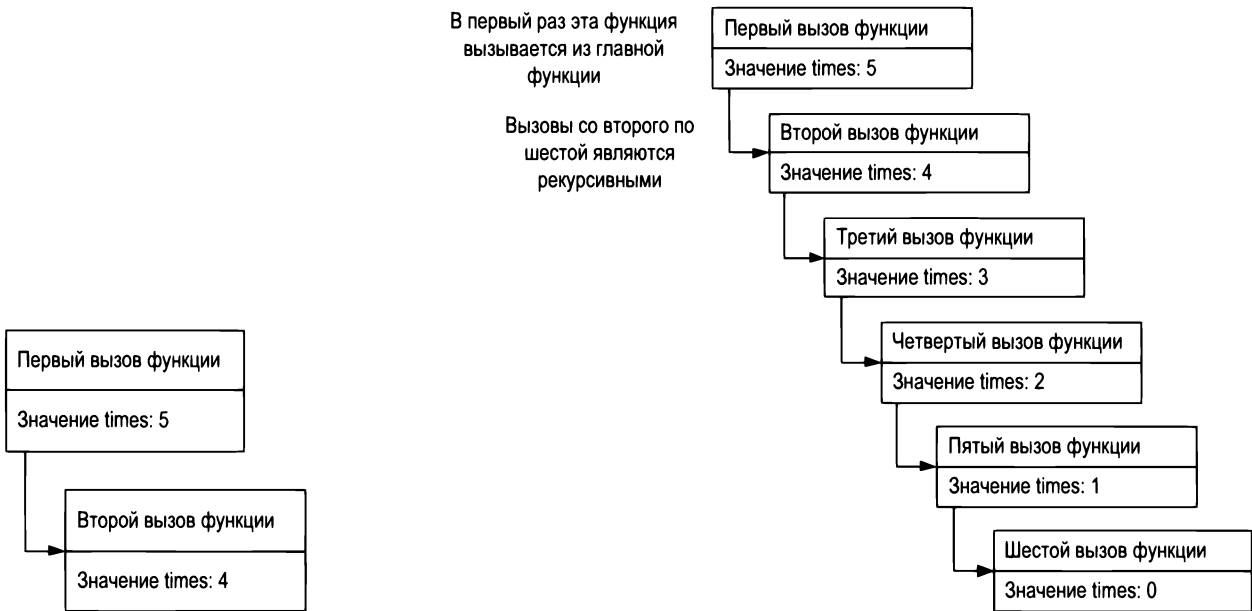 В первый раз эта функция
вызывается из главной
функции
Первый вызов функции
Значение times: 5
Вызовы со второго по
шестой являются
рекурсивными
Второй вызов функции
Значение times: 4
Третий вызов функции
Значение times: 3
Четвертый вызов функции
Значение times: 2
Пятый вызов функции
Значение times: 1
Шестой вызов функции
Значение times: 0
Первый вызов функции
Значение times: 5
Второй вызов функции
Значение times: 4